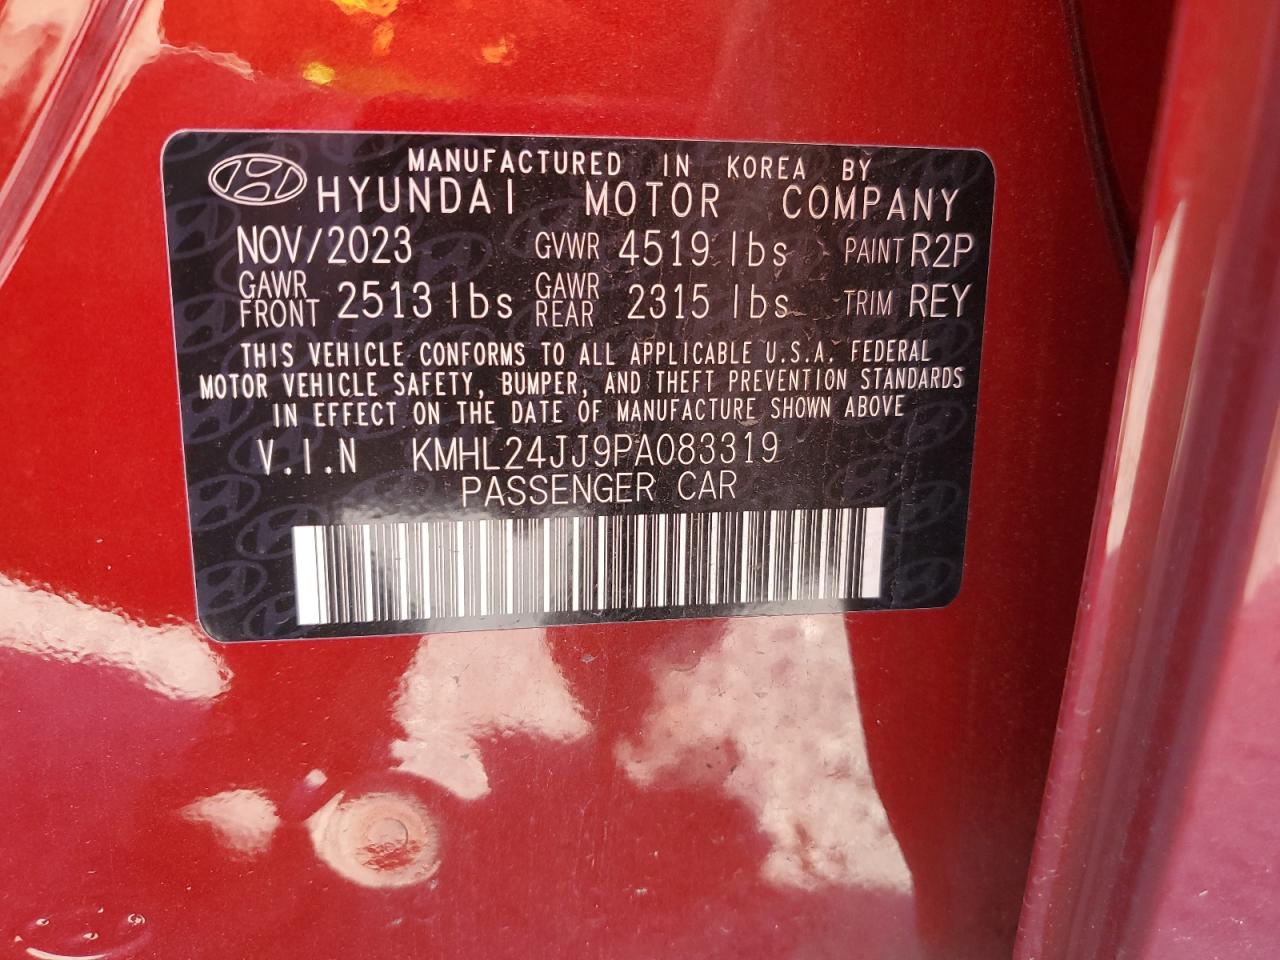 MANUFACTURED IN KOREA BY
HYUNDAI MOTOR COMPANY
NOV/2023 GVWR 4519 lbs PAINT R2P
GAWR FRONT 2513 lbs GAWR REAR 2315 lbs TRIM REY
THIS VEHICLE CONFORMS TO ALL APPLICABLE U.S.A. FEDERAL
MOTOR VEHICLE SAFETY, BUMPER, AND THEFT PREVENTION STANDARDS
IN EFFECT ON THE DATE OF MANUFACTURE SHOWN ABOVE
V.I.N KMHL24JJ9PA083319
PASSENGER CAR